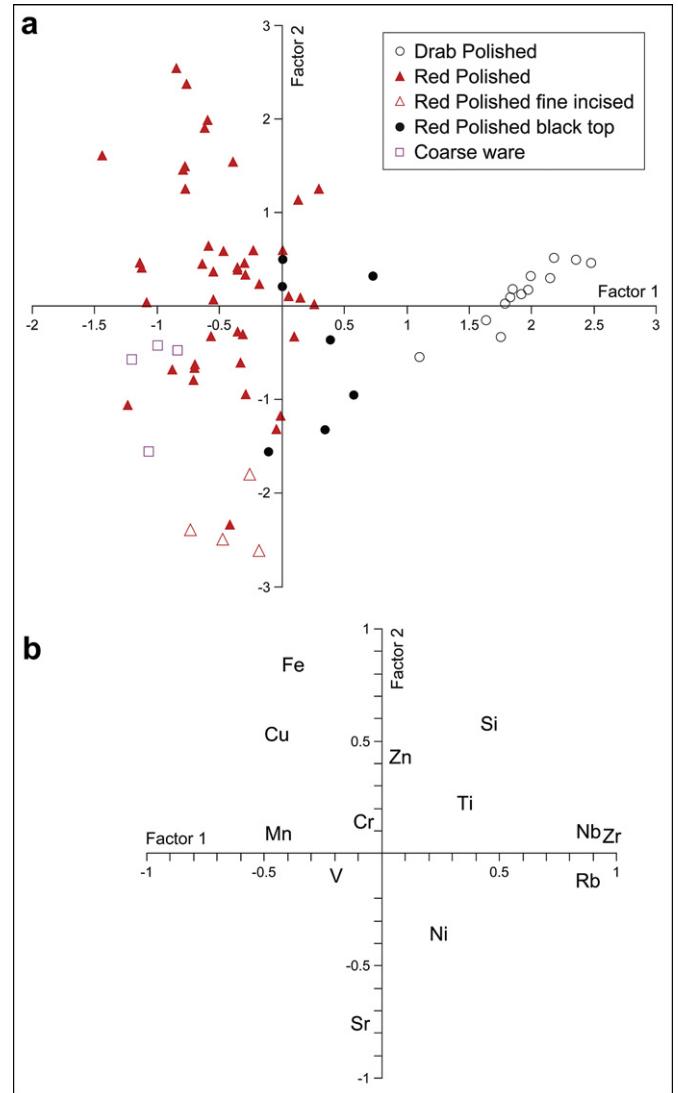 a
3
Factor 2
Drab Polished
Red Polished
Red Polished fine incised
Red Polished black top
Coarse ware
2
1
Factor 1
-2
-1.5
-1
-0.5
0
0.5
1
1.5
2
2.5
3
-1
-2
-3
b
1
Factor 2
Fe
Si
Cu
0.5
Zn
Ti
Cr
Mn
Nb
Zr
Factor 1
-1
-0.5
0.5
1
V
Rb
Ni
-0.5
Sr
-1